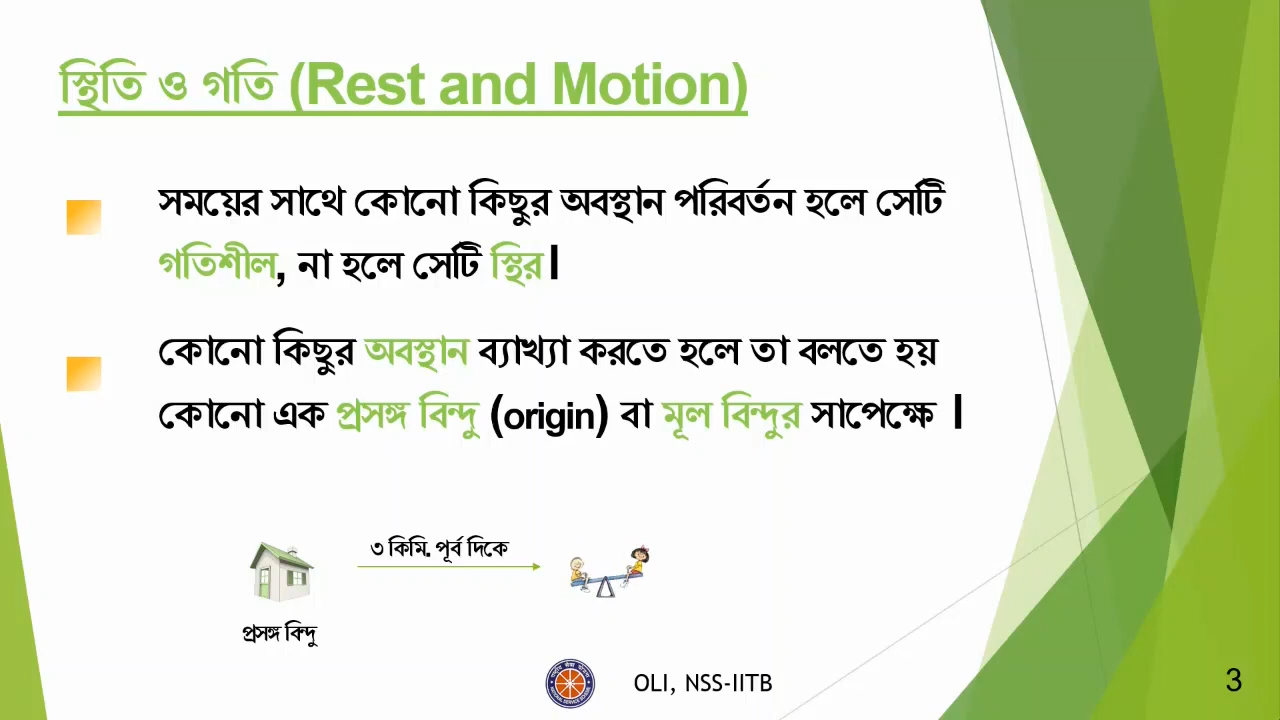 স্থিতি ও গতি (Rest and Motion)
সময়ের সাথে কোনো কিছুর অবস্থান পরিবর্তন হলে সেটি
গতিশীল, না হলে সেটি স্থির।
কোনো কিছুর অবস্থান ব্যাখ্যা করতে হলে তা বলতে হয়
কোনো এক প্রসঙ্গ বিন্দু (origin) বা মূল বিন্দুর সাপেক্ষে ।
৩ কিমি. পূর্ব দিকে
প্রসঙ্গ বিন্দু
OLI, NSS-IITB
3